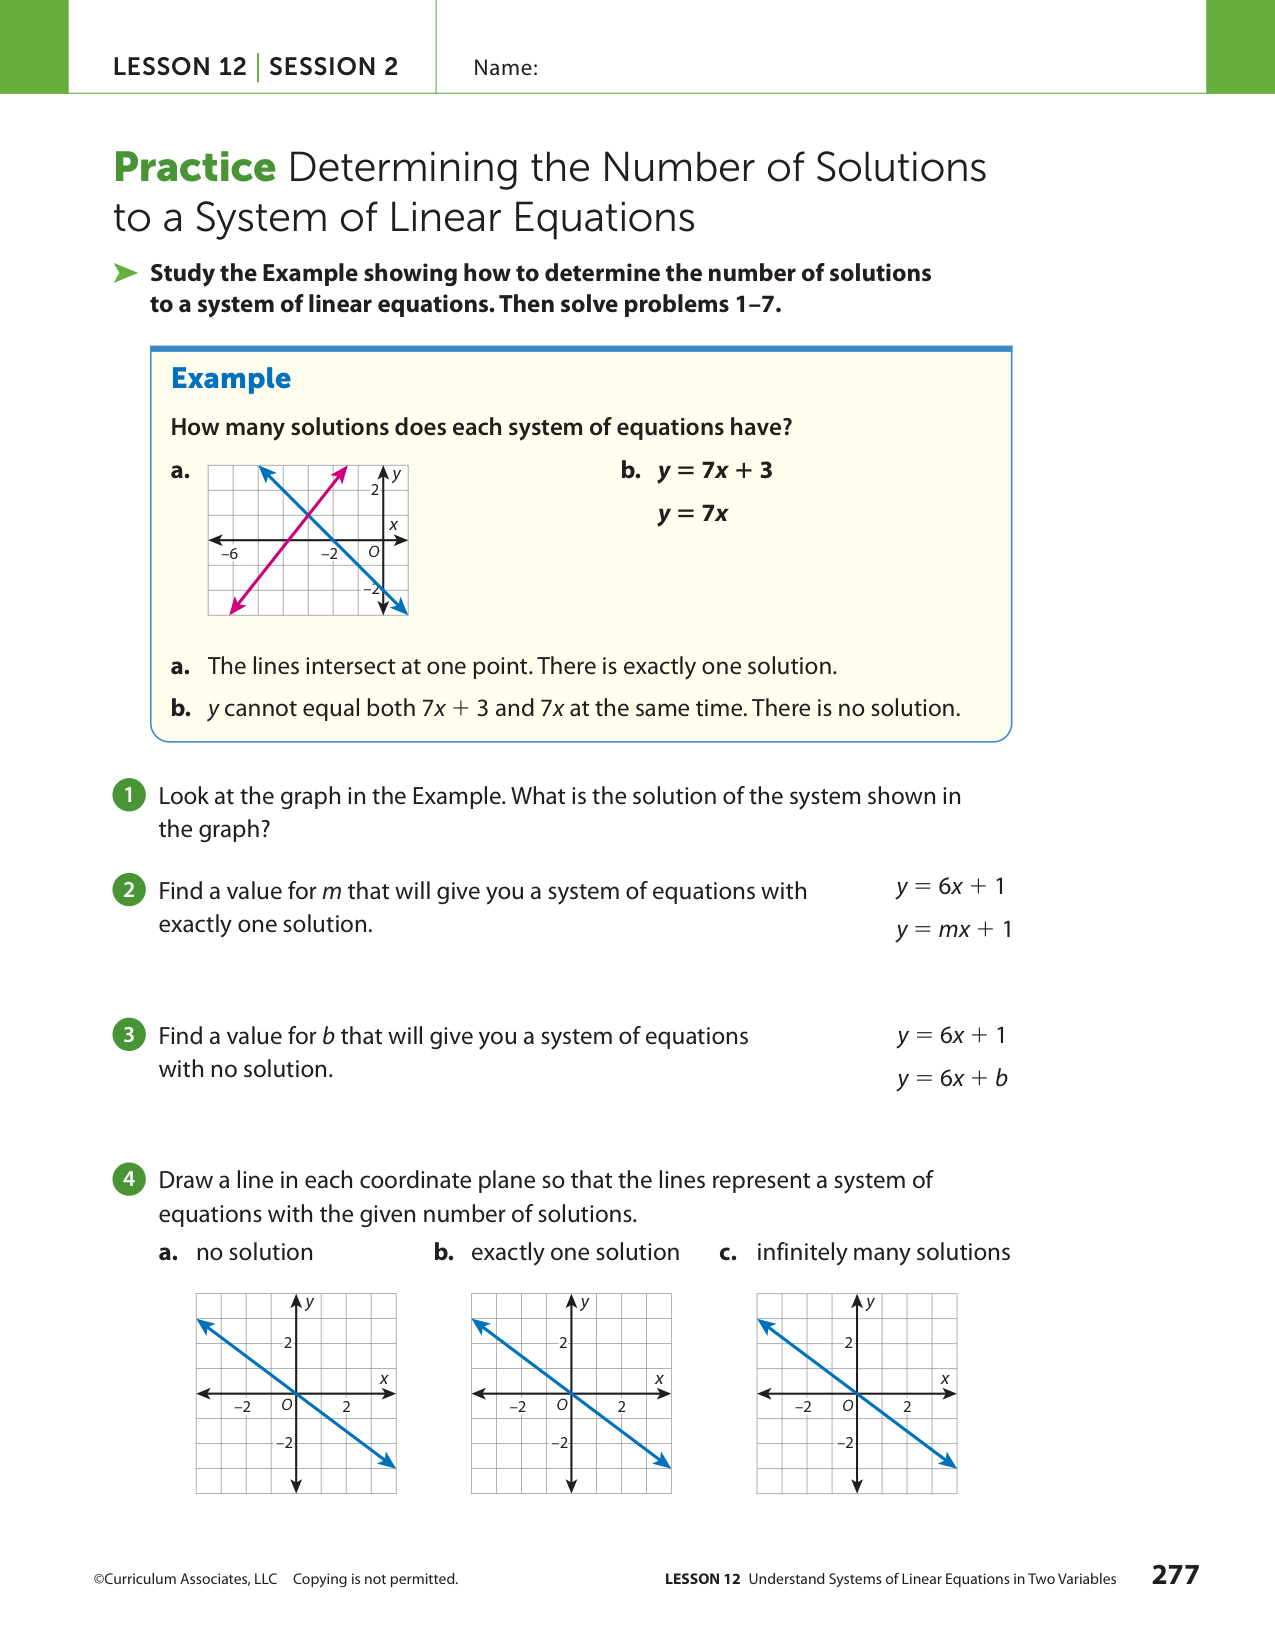 LESSON 12 | SESSION 2
Name:
Practice Determining the Number of Solutions
to a System of Linear Equations
Study the Example showing how to determine the number of solutions
to a system of linear equations. Then solve problems 1–7.
Example
How many solutions does each system of equations have?
a.
y
2
x
–6
–2
O
–2
b. y = 7x + 3
y = 7x
a. The lines intersect at one point. There is exactly one solution.
b. y cannot equal both 7x + 3 and 7x at the same time. There is no solution.
1 Look at the graph in the Example. What is the solution of the system shown in
the graph?
2 Find a value for m that will give you a system of equations with
exactly one solution.
y = 6x + 1
y = mx + 1
3 Find a value for b that will give you a system of equations
with no solution.
y = 6x + 1
y = 6x + b
4 Draw a line in each coordinate plane so that the lines represent a system of
equations with the given number of solutions.
a. no solution
y
2
x
–2
O
2
–2
b. exactly one solution
y
2
x
–2
O
2
–2
c. infinitely many solutions
y
2
x
–2
O
2
–2
©Curriculum Associates, LLC Copying is not permitted.
LESSON 12 Understand Systems of Linear Equations in Two Variables 277